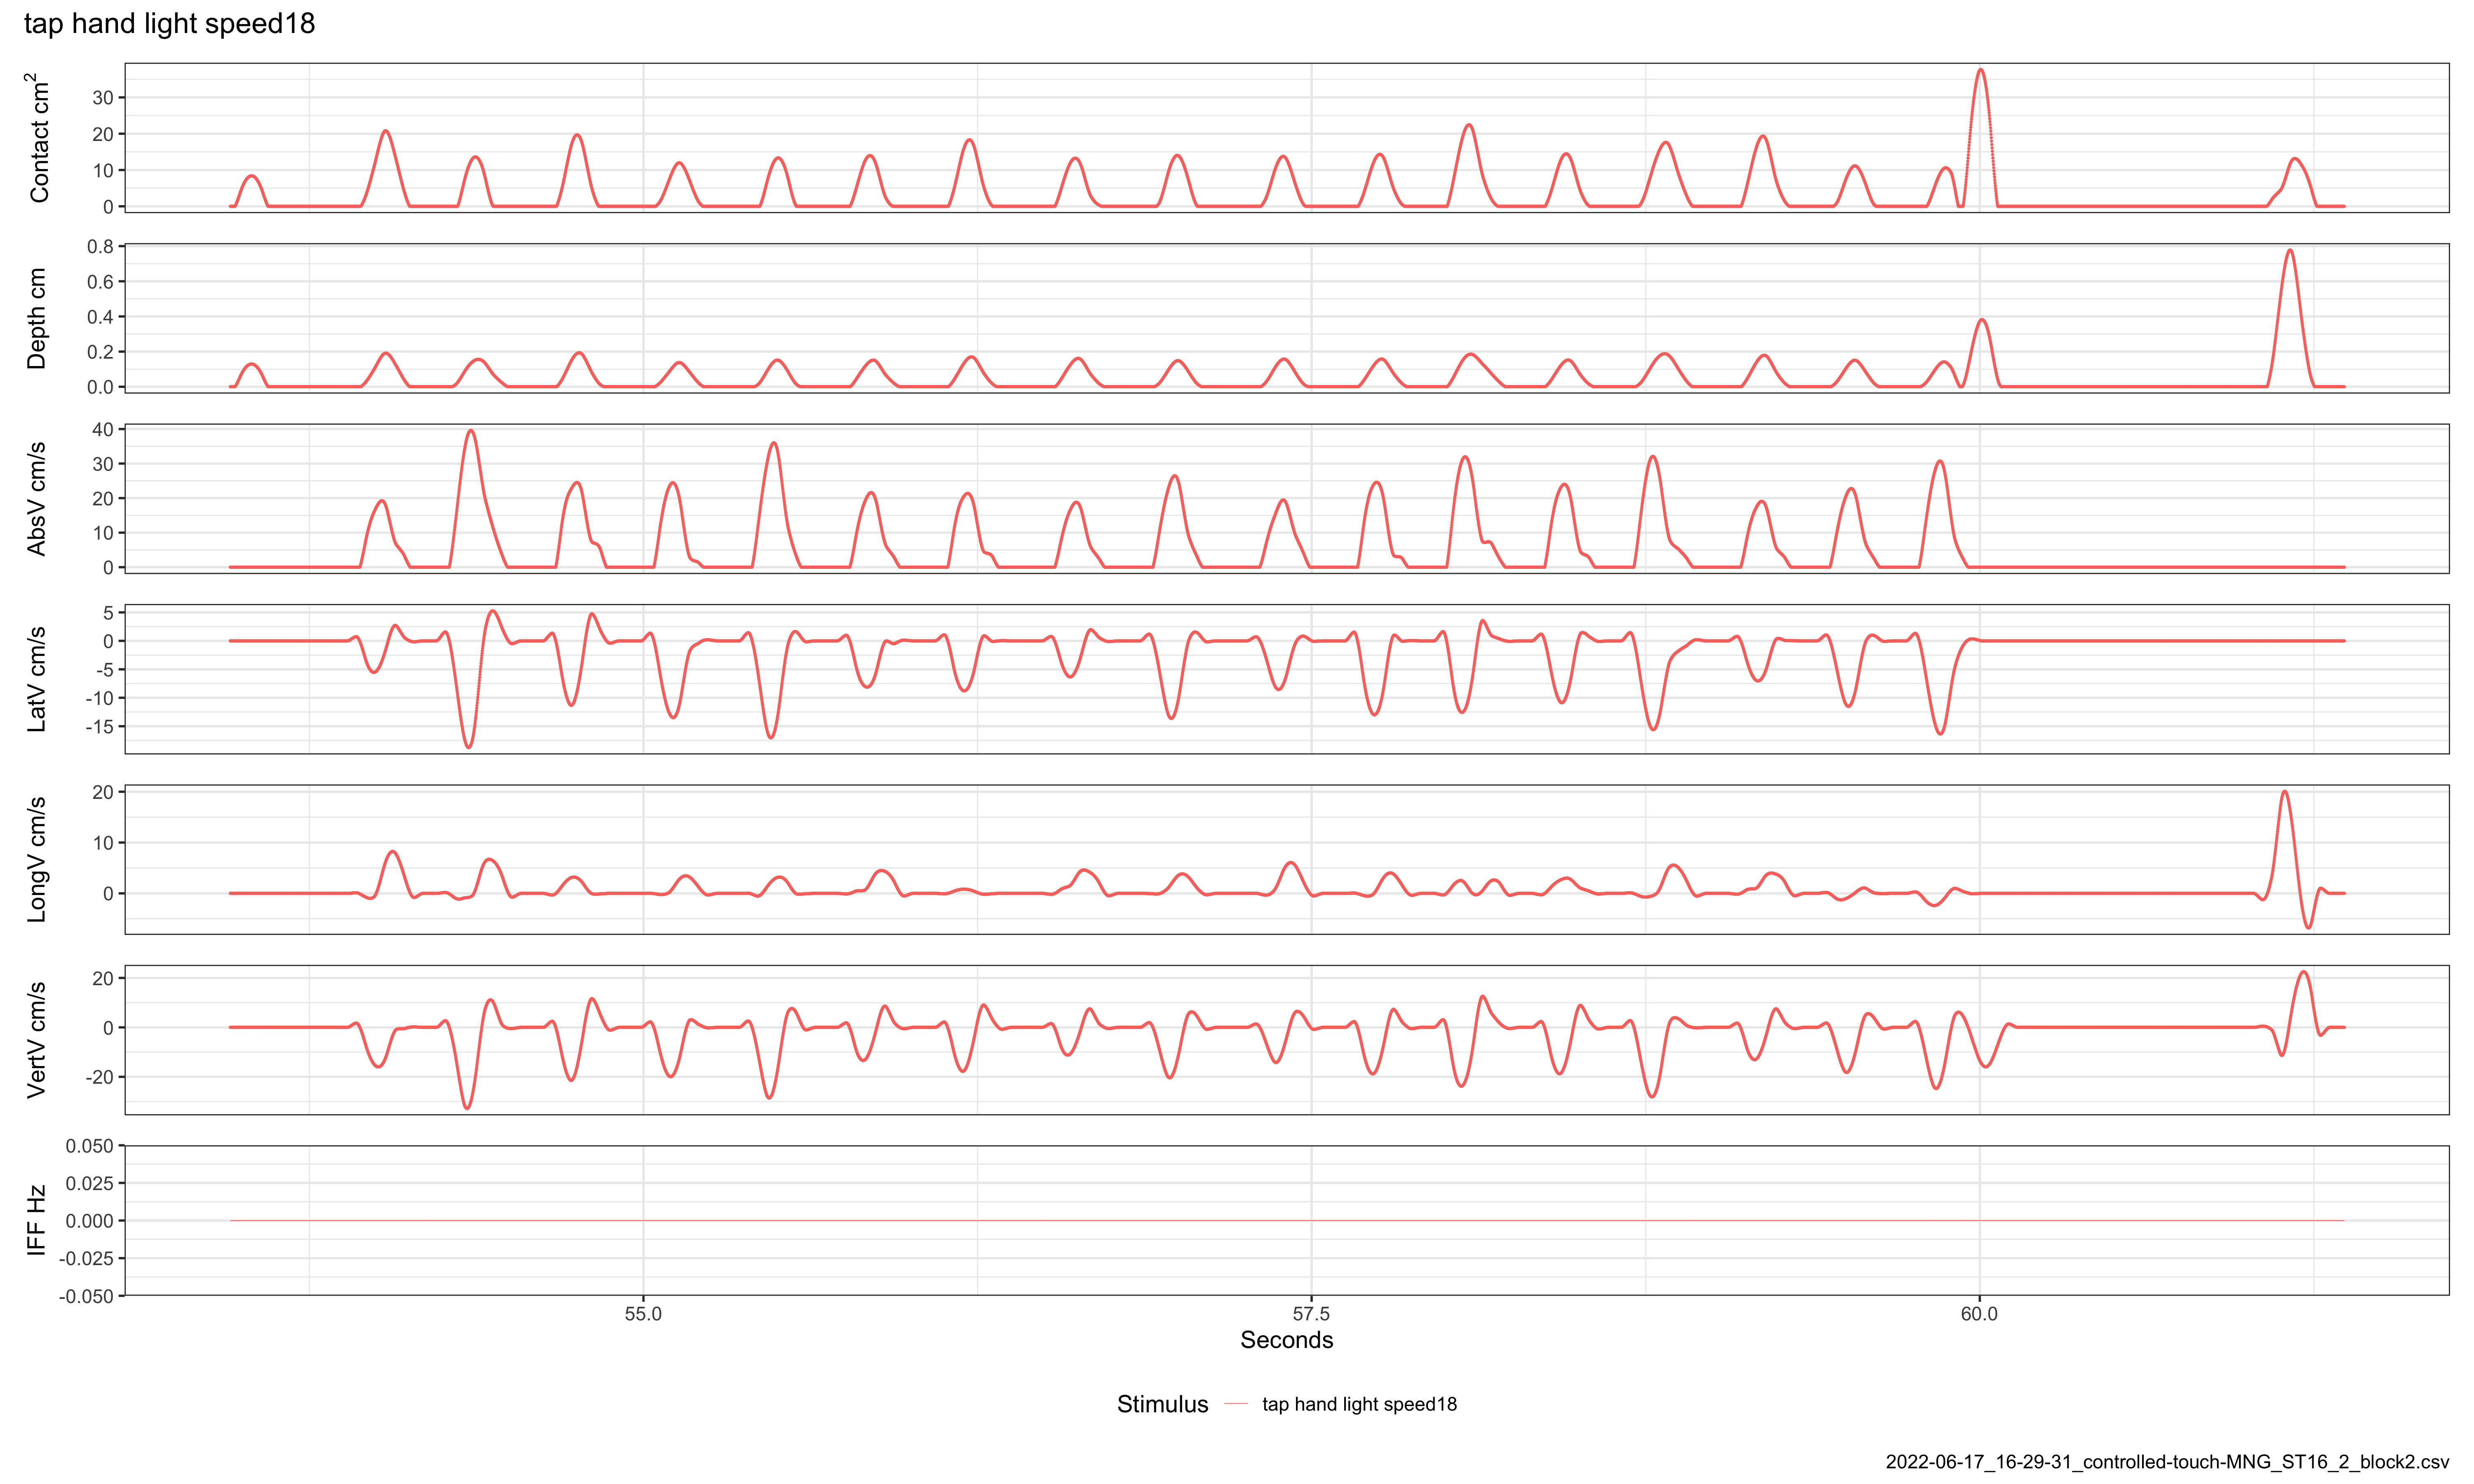 tap hand light speed18
Contact cm²
30
20
10
0
Depth cm
0.8
0.6
0.4
0.2
0.0
AbsV cm/s
40
30
20
10
0
LatV cm/s
5
0
-5
-10
-15
LongV cm/s
20
10
0
VertV cm/s
20
0
-20
IFF Hz
0.050
0.025
0.000
-0.025
-0.050
55.0 57.5 60.0
Seconds
Stimulus tap hand light speed18
2022-06-17_16-29-31_controlled-touch-MNG_ST16_2_block2.csv